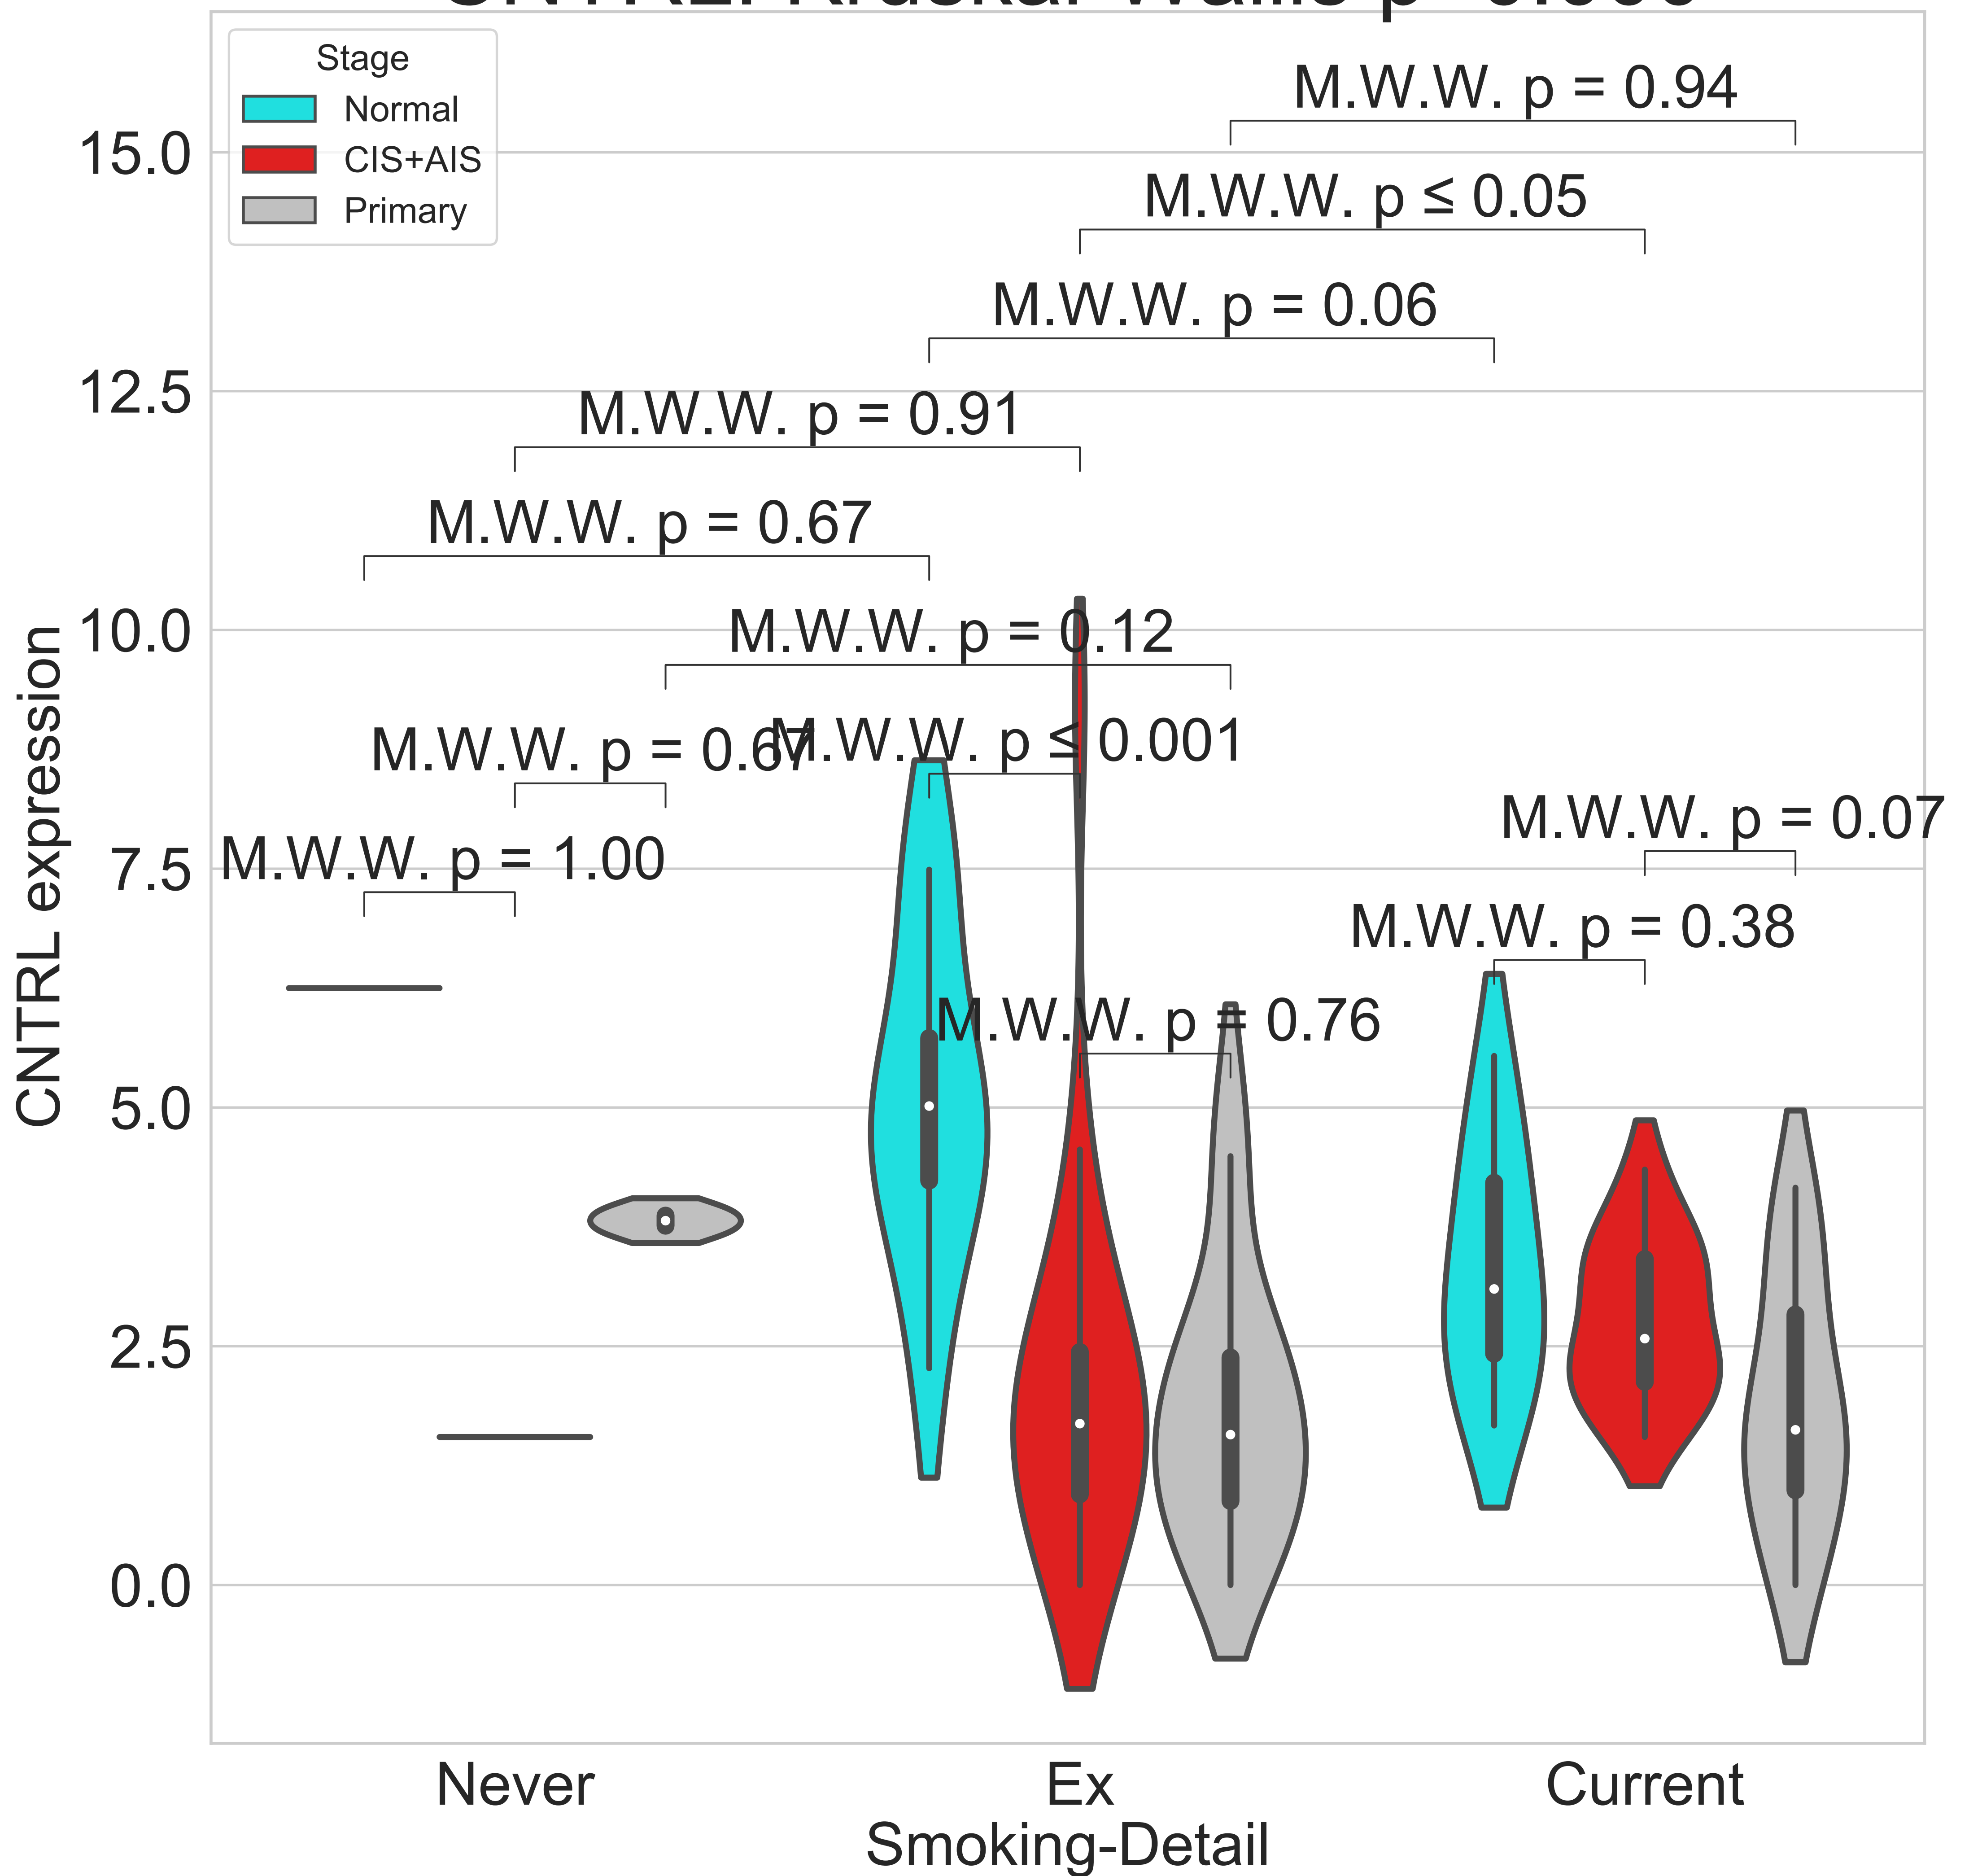 Stage
Normal
CIS+AIS
Primary
M.W.W. p = 0.94
M.W.W. p ≤ 0.05
M.W.W. p = 0.06
M.W.W. p = 0.91
M.W.W. p = 0.67
M.W.W. p = 0.12
M.W.W. p = 0.67
M.W.W. p ≤ 0.001
M.W.W. p = 0.07
M.W.W. p = 1.00
M.W.W. p = 0.38
M.W.W. p = 0.76
15.0
12.5
10.0
7.5
5.0
2.5
0.0
CNTRL expression
Never
Ex
Current
Smoking-Detail